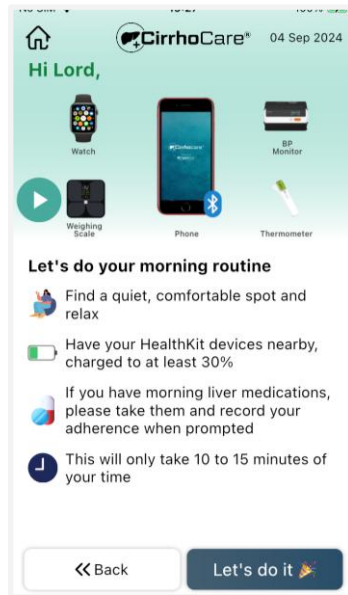 CirrhoCare® 04 Sep 2024
Hi Lord,
Watch
BP
Monitor
Weighing
Scale
Phone
Thermometer
Let's do your morning routine
Find a quiet, comfortable spot and
relax
Have your HealthKit devices nearby,
charged to at least 30%
If you have morning liver medications,
please take them and record your
adherence when prompted
This will only take 10 to 15 minutes of
your time
Back
Let's do it